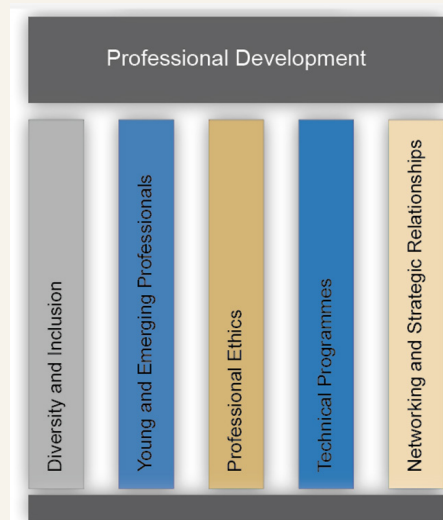 Professional Development
Diversity and Inclusion
Young and Emerging Professionals
Professional Ethics
Technical Programmes
Networking and Strategic Relationships